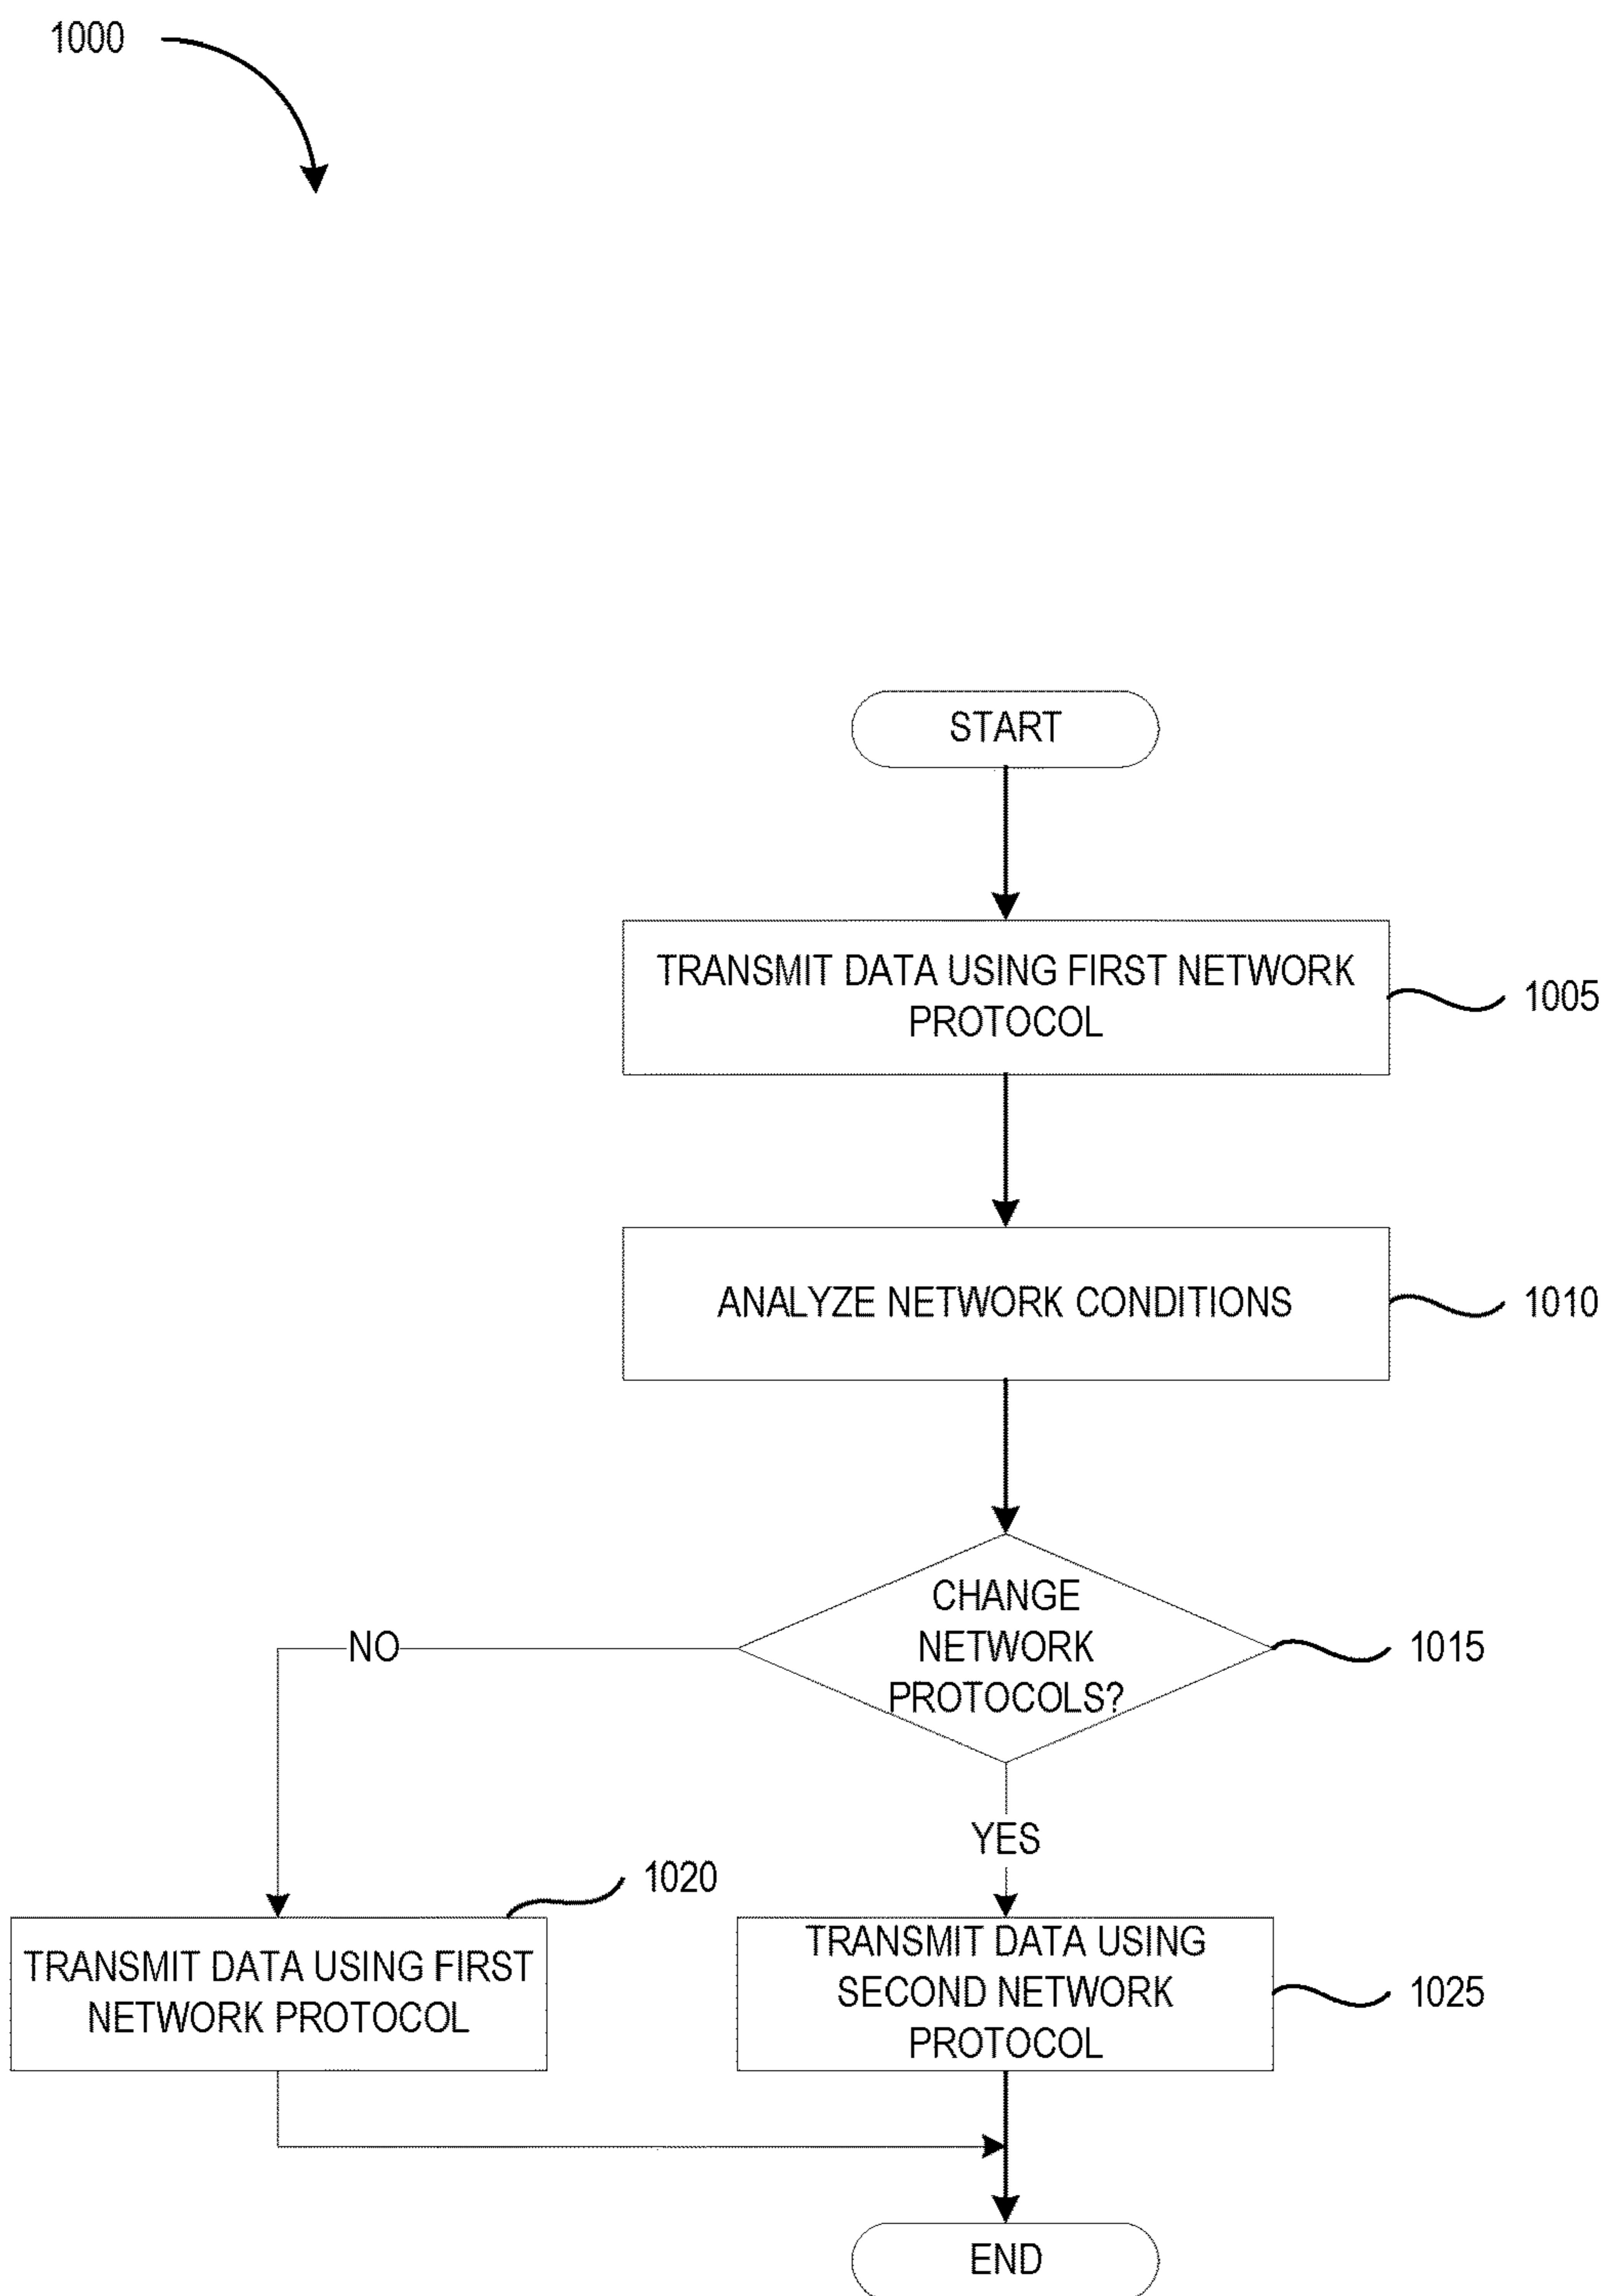 1000
START
TRANSMIT DATA USING FIRST NETWORK
PROTOCOL
1005
ANALYZE NETWORK CONDITIONS
1010
CHANGE
NETWORK
PROTOCOLS?
1015
NO
YES
1020
TRANSMIT DATA USING FIRST
NETWORK PROTOCOL
TRANSMIT DATA USING
SECOND NETWORK
PROTOCOL
1025
END